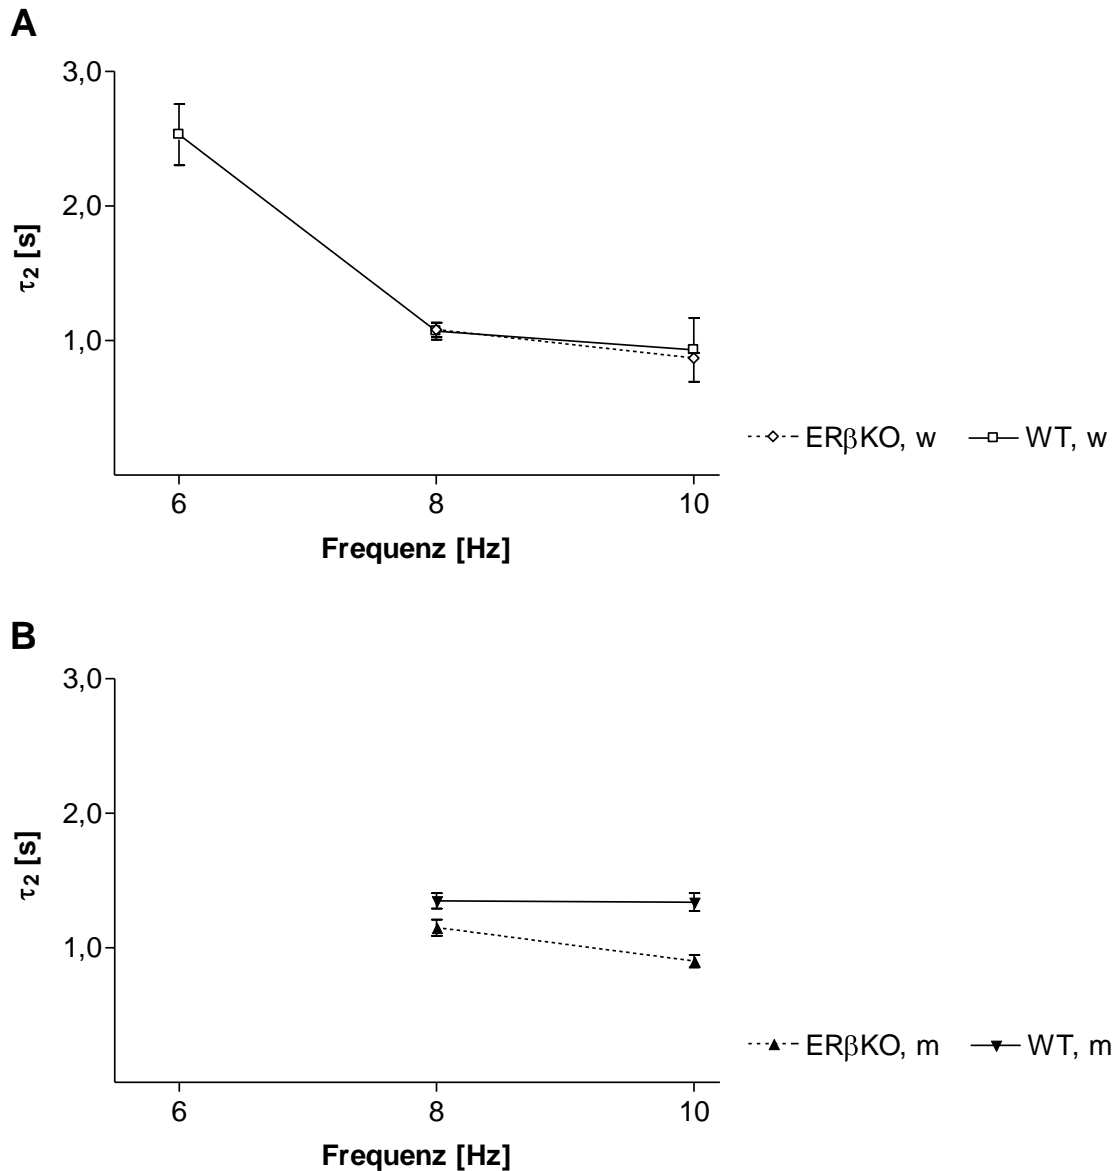 A
3,0
2,0
1,0
τ2 [s]
6 8 10
Frequenz [Hz]
ERβKO, w WT, w
B
3,0
2,0
1,0
τ2 [s]
6 8 10
Frequenz [Hz]
ERβKO, m WT, m